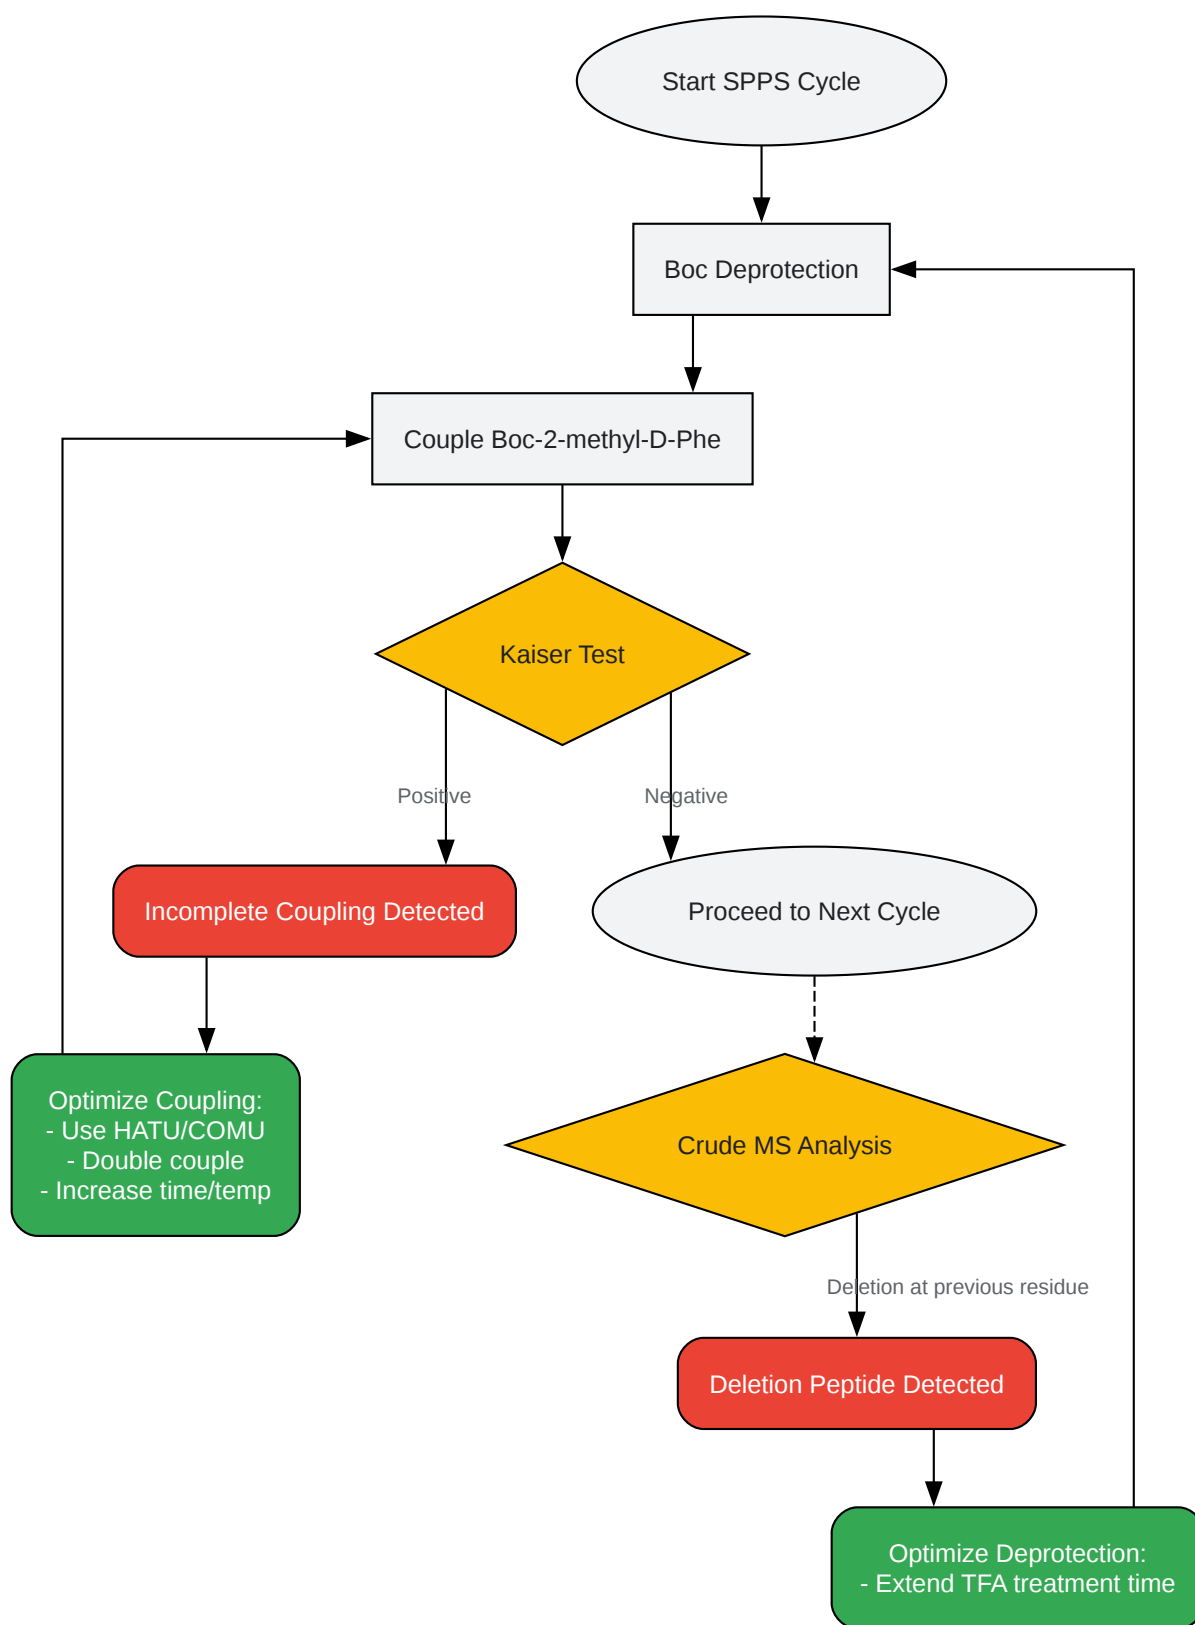 Start SPPS Cycle
Boc Deprotection
Couple Boc-2-methyl-D-Phe
Kaiser Test
Positive
Negative
Incomplete Coupling Detected
Proceed to Next Cycle
Optimize Coupling:
- Use HATU/COMU
- Double couple
- Increase time/temp
Crude MS Analysis
Deletion at previous residue
Deletion Peptide Detected
Optimize Deprotection:
- Extend TFA treatment time